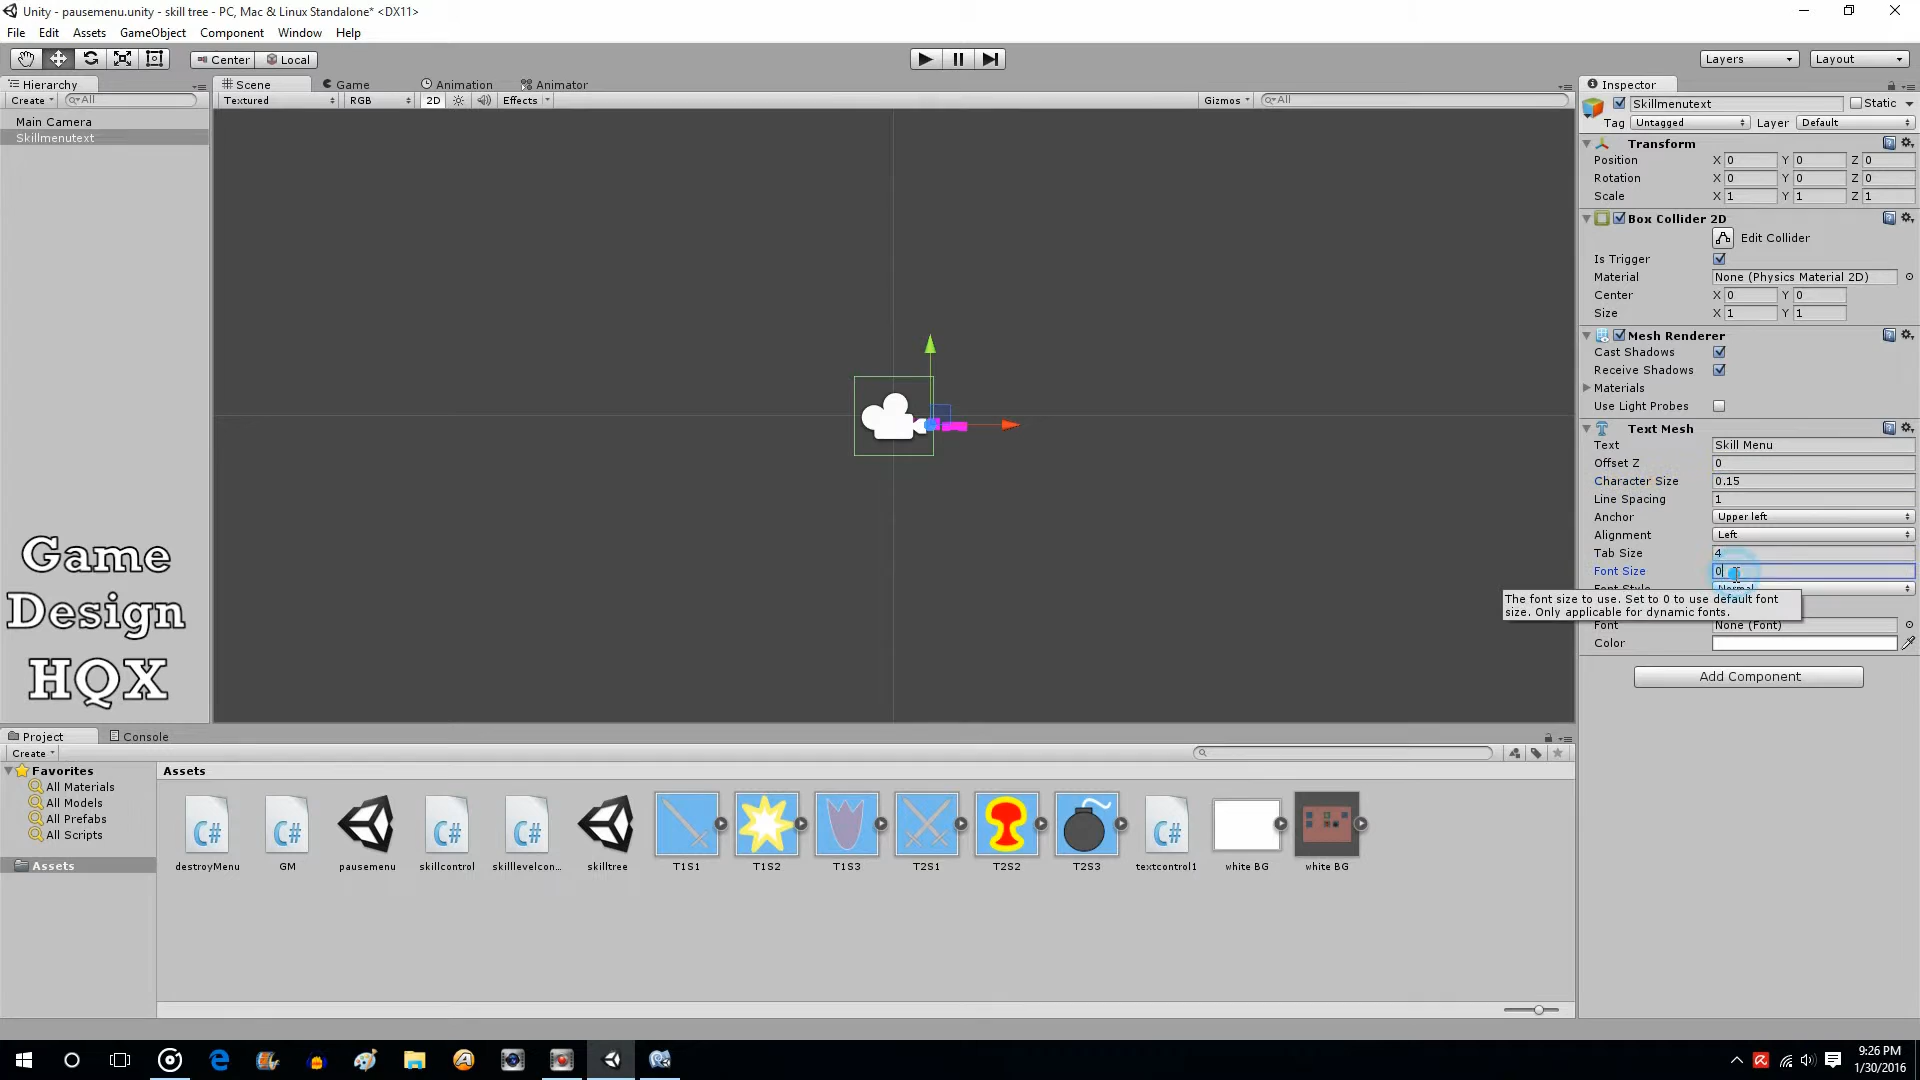 Unity - pausemenu.unity - skill tree - PC, Mac & Linux Standalone* <DX11>
File Edit Assets GameObject Component Window Help
Center Local Layers Layout
Hierarchy
Create All
Main Camera
Skillmenutext
Scene Game Animation Animator
Textured RGB 2D Effects Gizmos All
Inspector
Skillmenutext Static
Tag Untagged Layer Default
Transform
Position X 0 Y 0 Z 0
Rotation X 0 Y 0 Z 0
Scale X 1 Y 1 Z 1
Box Collider 2D
Edit Collider
Is Trigger
Material None (Physics Material 2D)
Center X 0 Y 0
Size X 1 Y 1
Mesh Renderer
Cast Shadows
Receive Shadows
Materials
Use Light Probes
Text Mesh
Text Skill Menu
Offset Z 0
Character Size 0.15
Line Spacing 1
Anchor Upper left
Alignment Left
Tab Size 4
Font Size 0
Font Style Normal
The font size to use. Set to 0 to use default font
size. Only applicable for dynamic fonts.
Font None (Font)
Color
Add Component
Game
Design
HQX
Project Console
Create
Favorites
All Materials
All Models
All Prefabs
All Scripts
Assets
Assets
C# C# C# C# C#
destroyMenu GM pausemenu skillcontrol skilllevelcon... skilltree T1S1 T1S2 T1S3 T2S1 T2S2 T2S3 textcontrol1 white BG white BG
9:26 PM
1/30/2016